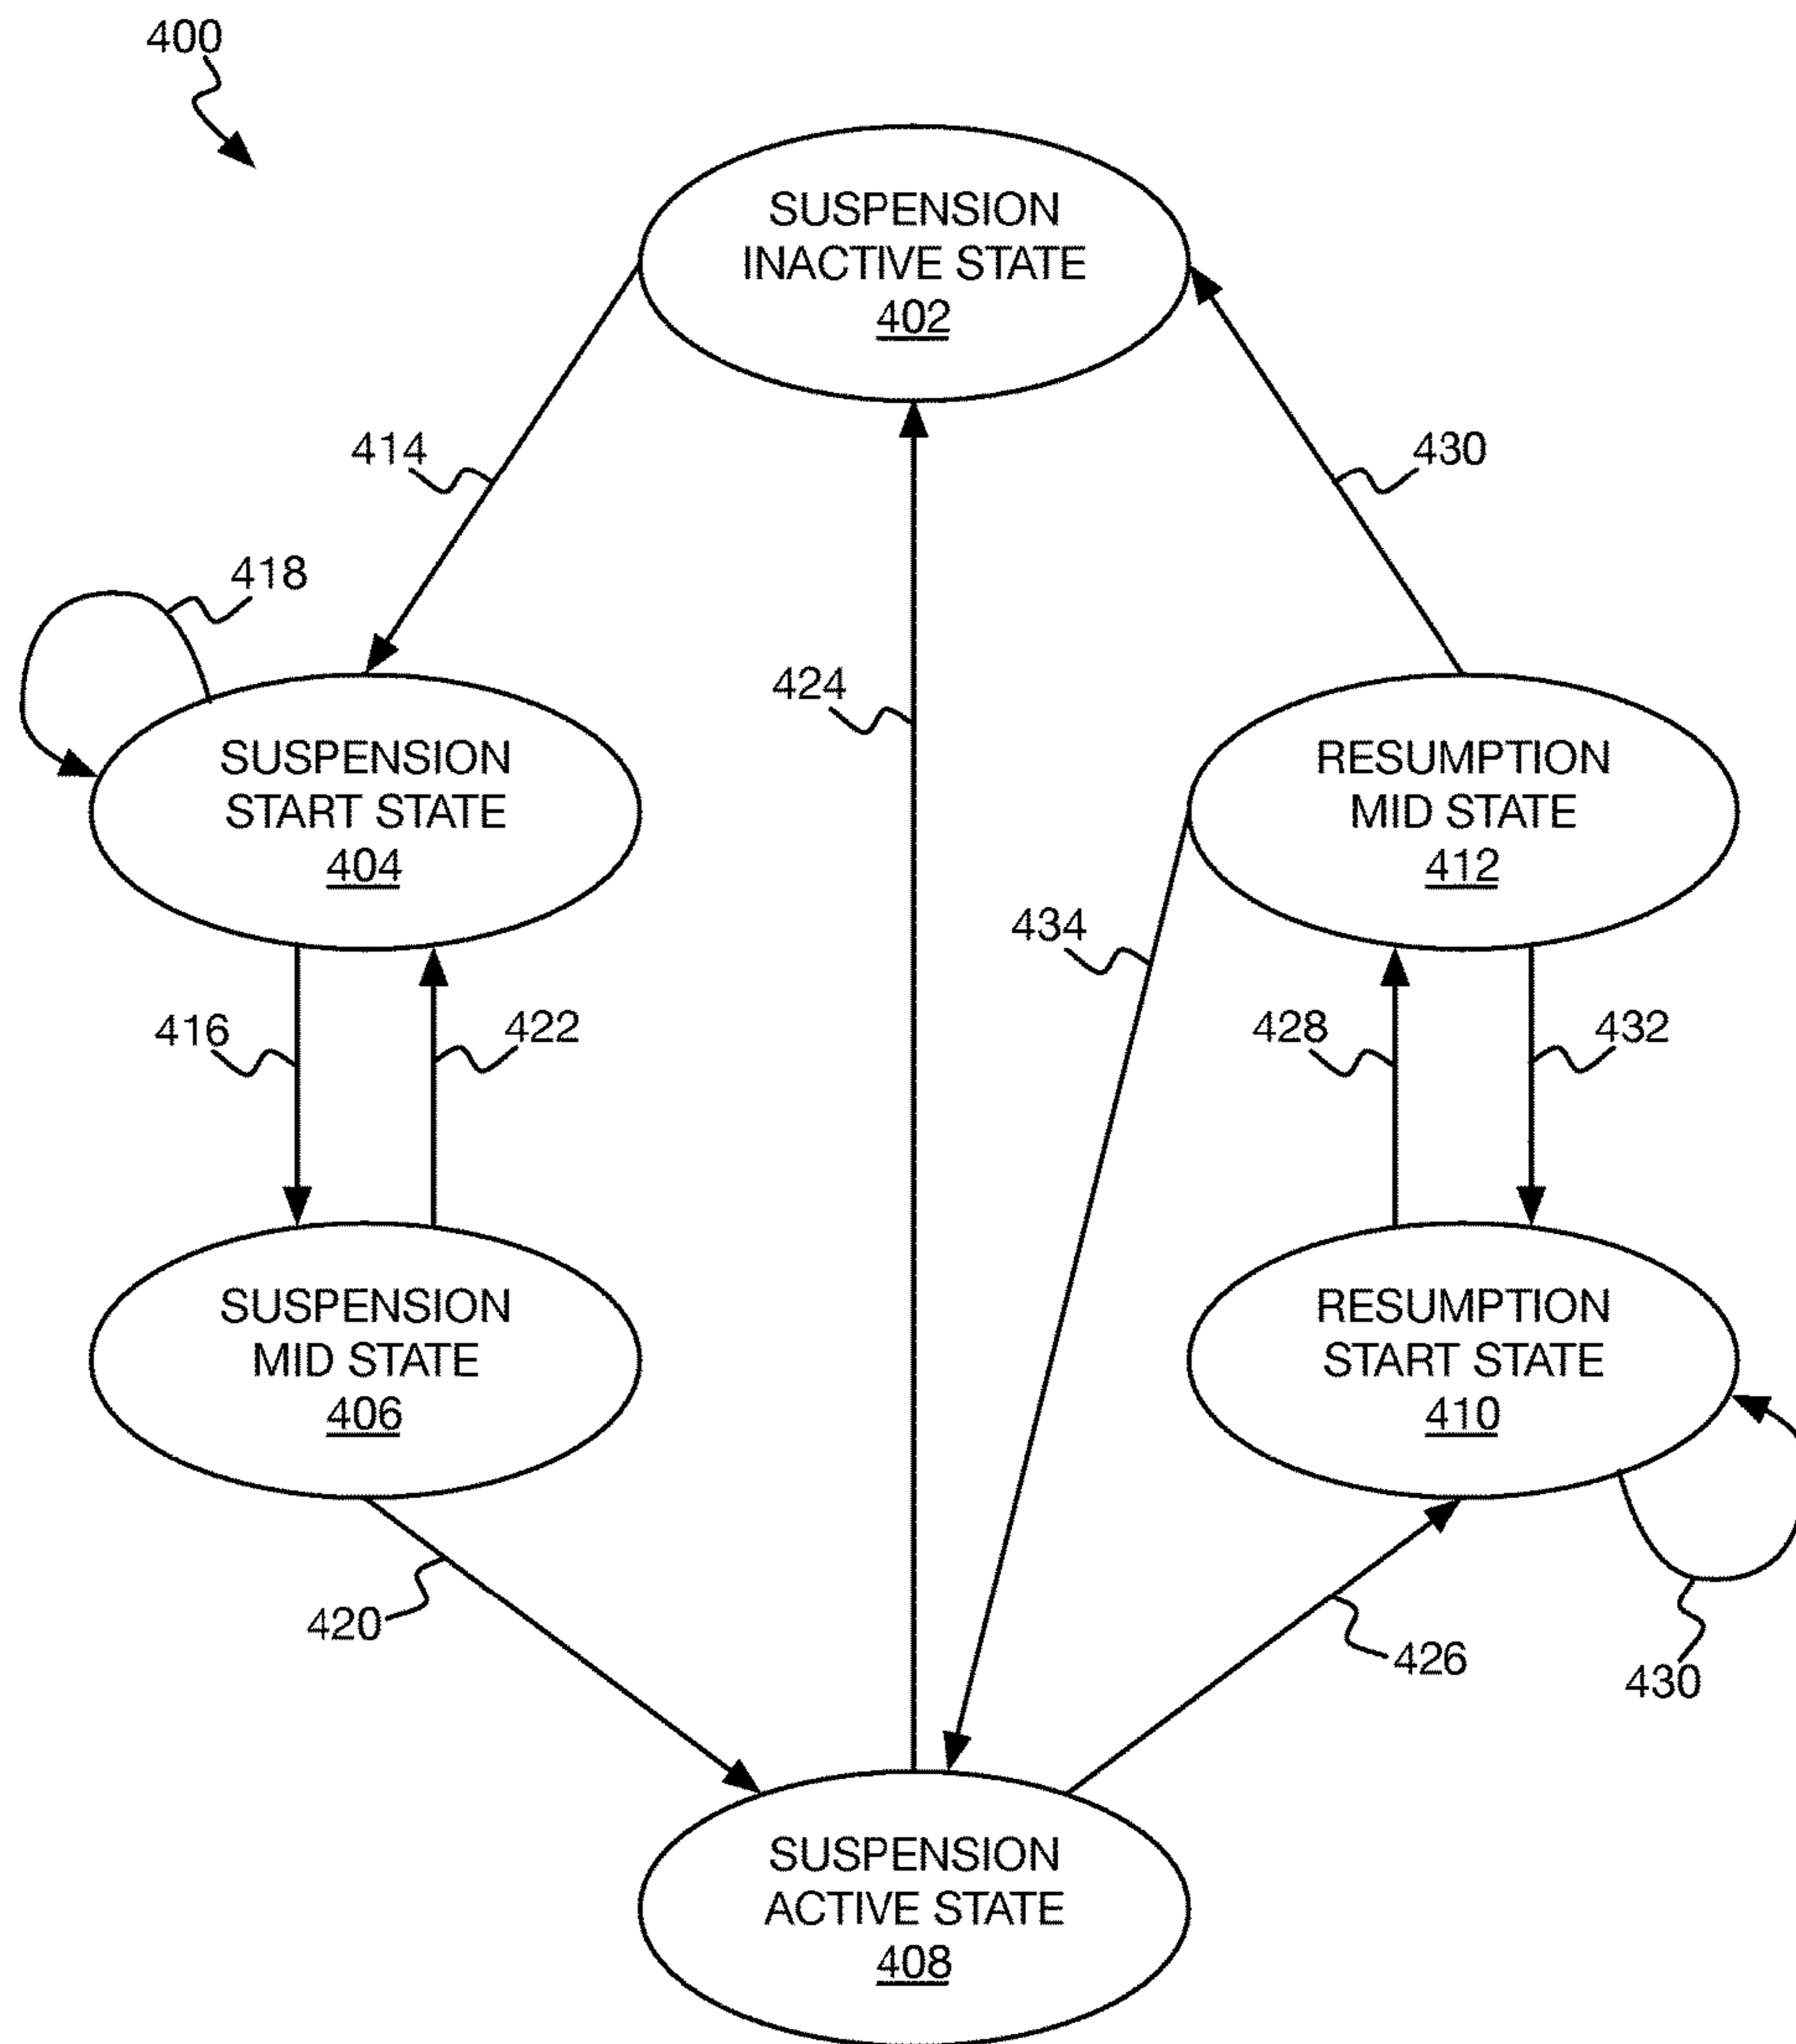 400
SUSPENSION
INACTIVE STATE
402
414
430
418
424
SUSPENSION
START STATE
404
RESUMPTION
MID STATE
412
434
416
422
428
432
SUSPENSION
MID STATE
406
RESUMPTION
START STATE
410
420
426
430
SUSPENSION
ACTIVE STATE
408